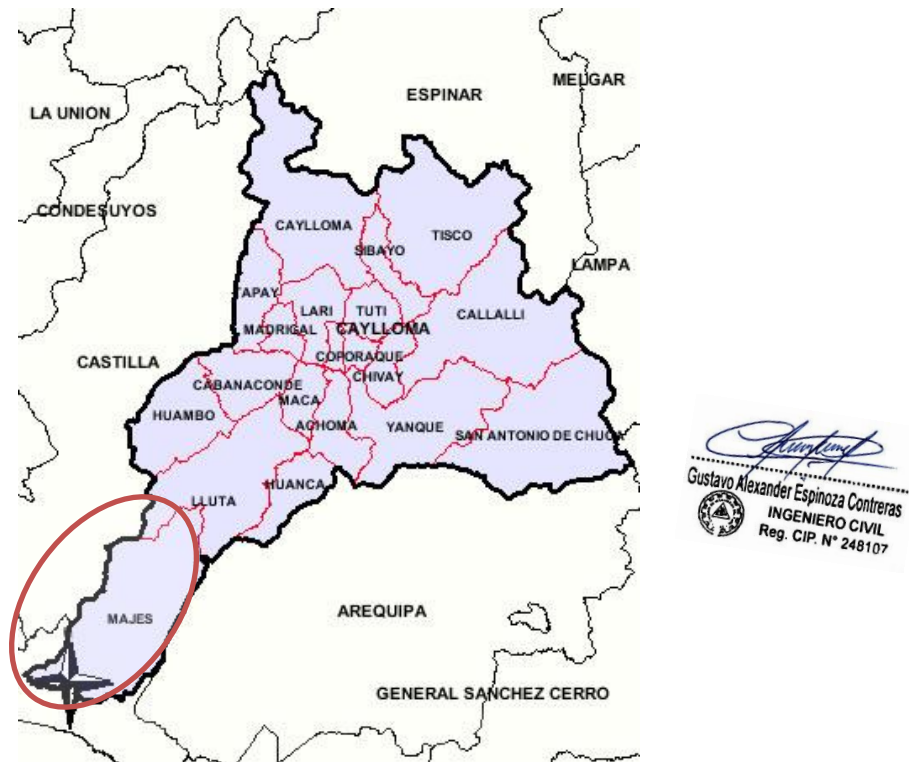 MELGAR
ESPINAR
LA UNION
CONDESUYOS
CAYLLOMA
TISCO
SIBAYO
LAMPA
TAPAY
LARI
TUTI
CALLALLI
MADRIGAL
CAYLLOMA
COPORAQUE
CASTILLA
CHIVAY
CABANACONDE
MACA
HUAMBO
ACHOMA
YANQUE
SAN ANTONIO DE CHUCA
HUANCA
LLUTA
MAJES
AREQUIPA
GENERAL SANCHEZ CERRO
Gustavo Alexander Espinoza Contreras
INGENIERO CIVIL
Reg. CIP. N° 248107